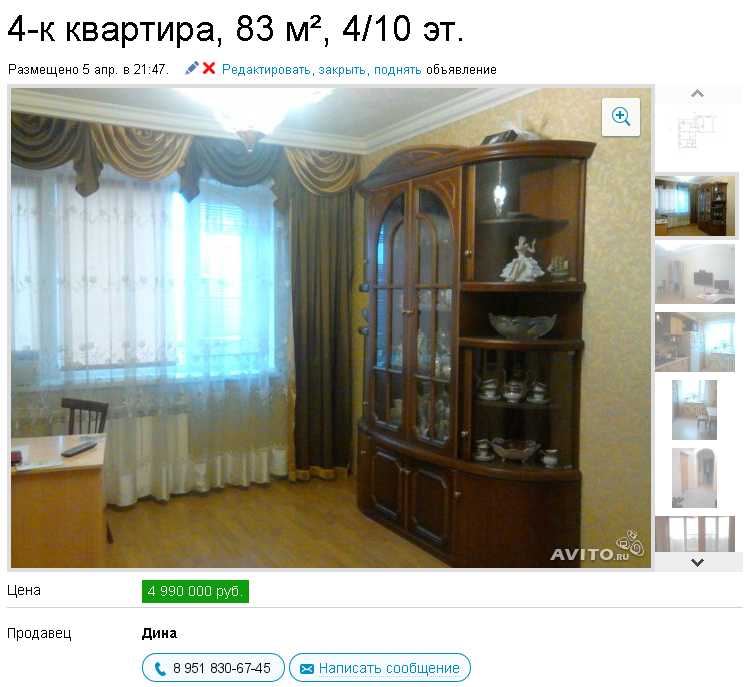 4-к квартира, 83 м², 4/10 эт.
Размещено 5 апр. в 21:47. Редактировать, закрыть, поднять объявление
AVITO.RU
Цена 4 990 000 руб.
Продавец Дина
8 951 830-67-45 Написать сообщение